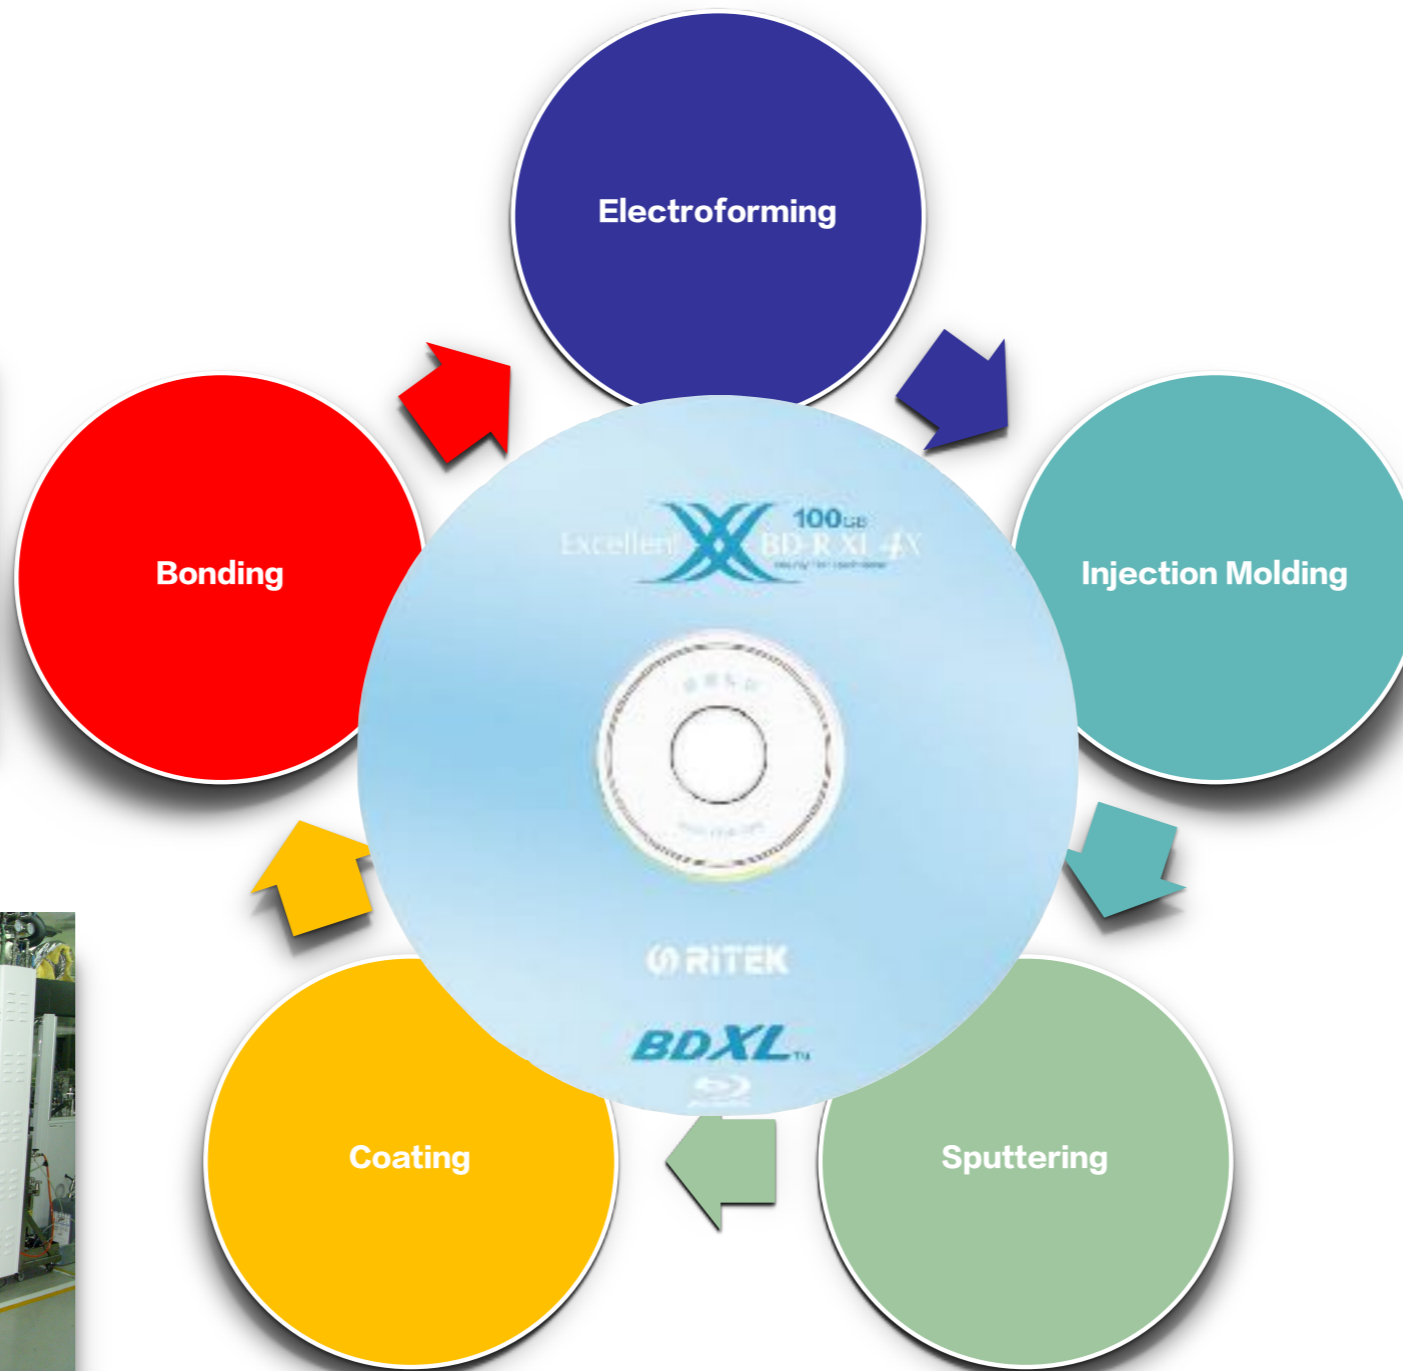 Electroforming
Bonding
Injection Molding
100GB
Excellent BD-R XL 4X
RiTEK
BDXL
Coating
Sputtering